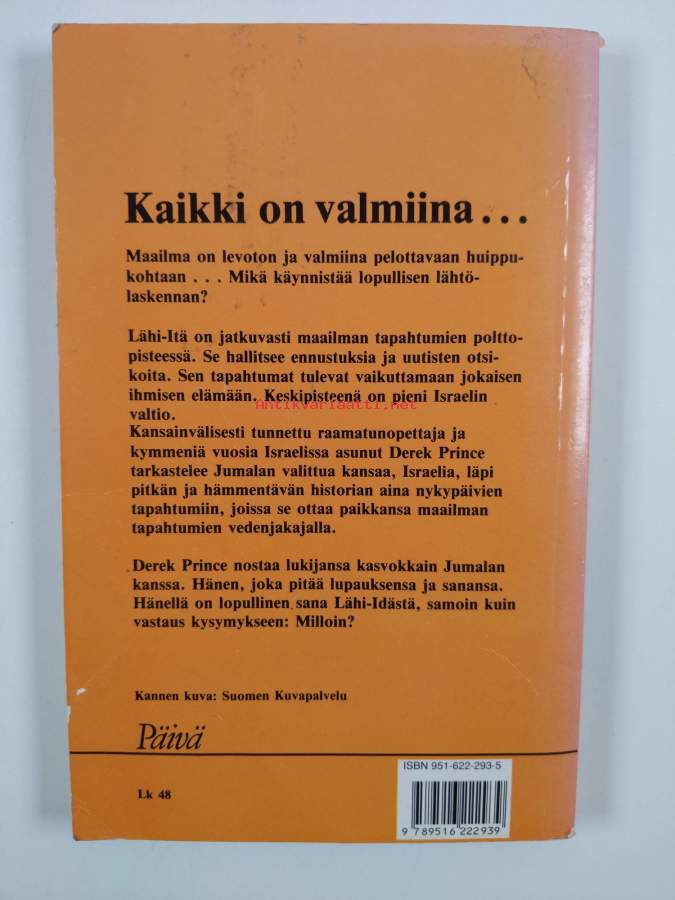 Kaikki on valmiina...
Maailma on levoton ja valmiina pelottavaan huippu-
kohtaan . . . Mikä käynnistää lopullisen lähtö-
laskennan?
Lähi-Itä on jatkuvasti maailman tapahtumien poltto-
pisteessä. Se hallitsee ennustuksia ja uutisten otsi-
koita. Sen tapahtumat tulevat vaikuttamaan jokaisen
ihmisen elämään. Keskipisteenä on pieni Israelin
valtio.
Antikvariaatti.net
Kansainvälisesti tunnettu raamatunopettaja ja
kymmeniä vuosia Israelissa asunut Derek Prince
tarkastelee Jumalan valittua kansaa, Israelia, läpi
pitkän ja hämmentävän historian aina nykypäivien
tapahtumiin, joissa se ottaa paikkansa maailman
tapahtumien vedenjakajalla.
Derek Prince nostaa lukijansa kasvokkain Jumalan
kanssa. Hänen, joka pitää lupauksensa ja sanansa.
Hänellä on lopullinen sana Lähi-Idästä, samoin kuin
vastaus kysymykseen: Milloin?
Kannen kuva: Suomen Kuvapalvelu
Päivä
ISBN 951-622-293-5
Lk 48
9 789516 222939